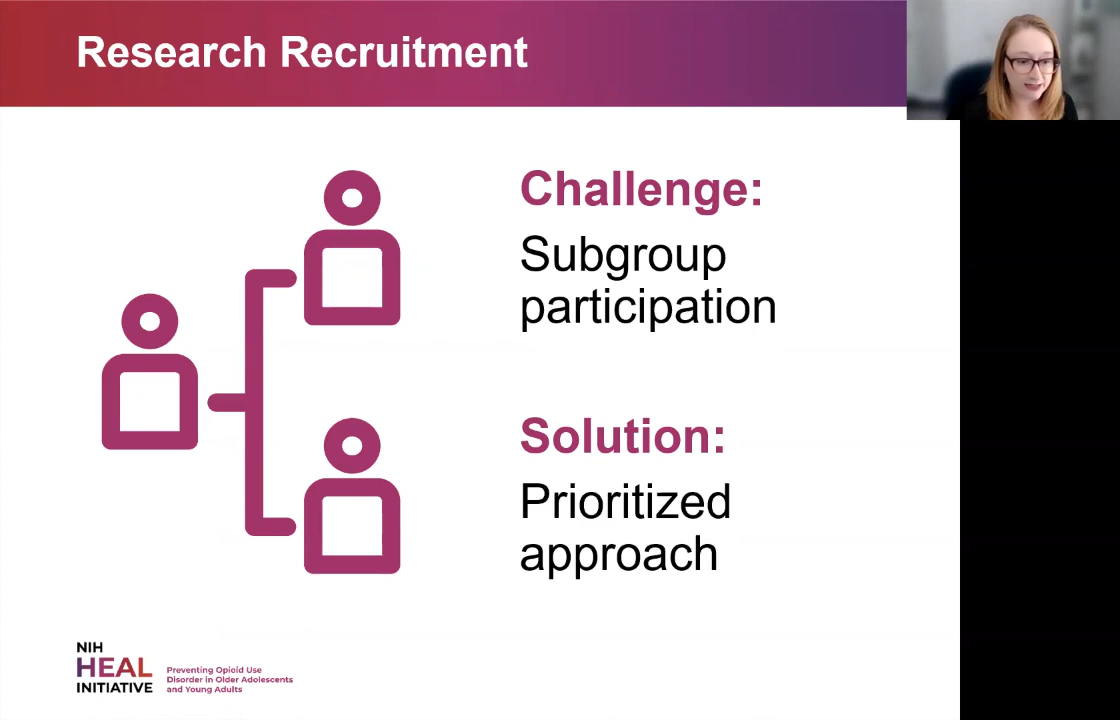 Research Recruitment
Challenge:
Subgroup
participation
Solution:
Prioritized
approach
NIH
HEAL
INITIATIVE
Preventing Opioid Use
Disorder in Older Adolescents
and Young Adults